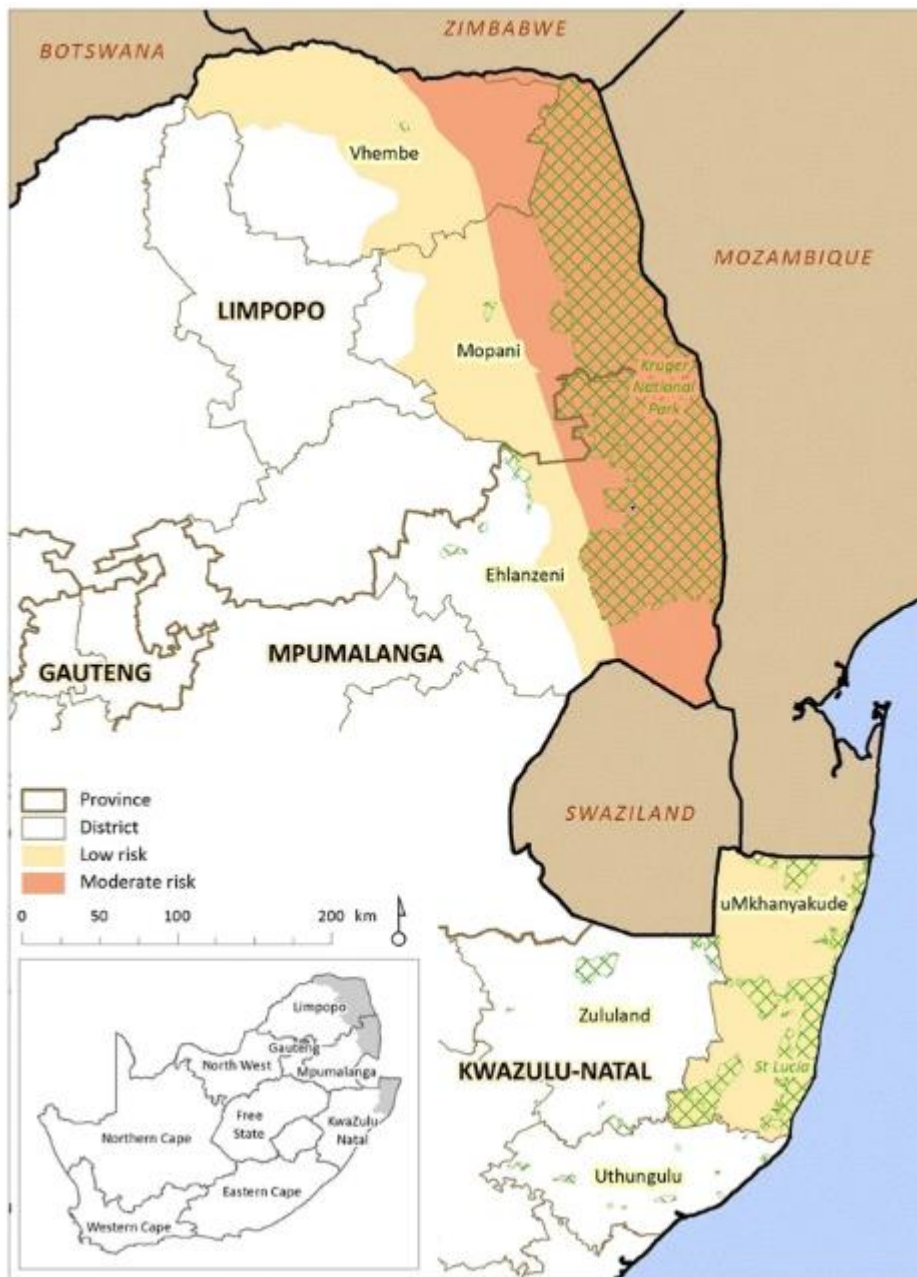 ZIMBABWE
BOTSWANA
Vhembe
MOZAMBIQUE
LIMPOPO
Mopani
Kruger
National
Park
Ehlanzeni
MPUMALANGA
GAUTENG
Province
District
Low risk
Moderate risk
0 50 100 200 km
SWAZILAND
uMkhanyakude
Zululand
St Lucia
KWAZULU-NATAL
Uthungulu
Limpopo
Gauteng
North West
Mpumalanga
Free
State
KwaZulu
Natal
Northern Cape
Eastern Cape
Western Cape